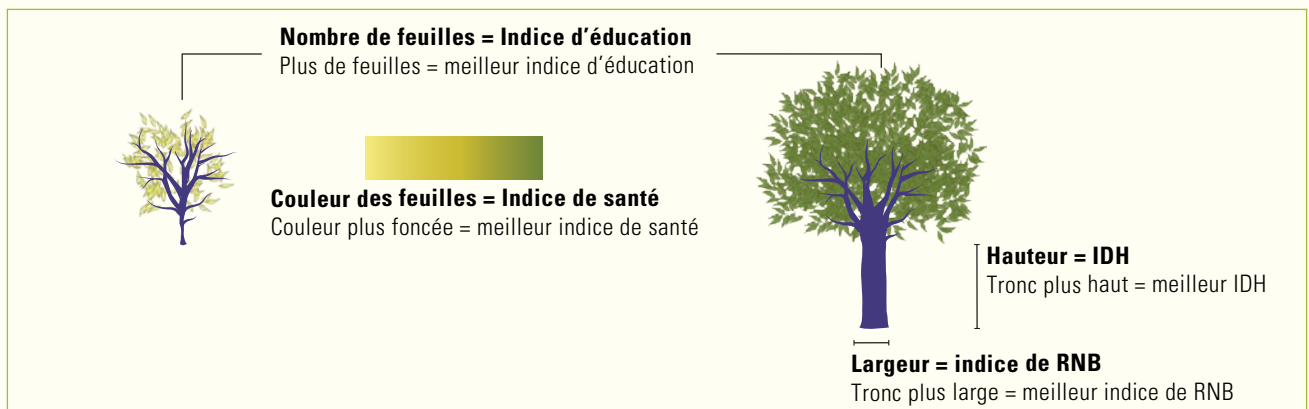 Nombre de feuilles = Indice d'éducation
Plus de feuilles = meilleur indice d'éducation
Couleur des feuilles = Indice de santé
Couleur plus foncée = meilleur indice de santé
Hauteur = IDH
Tronc plus haut = meilleur IDH
Largeur = indice de RNB
Tronc plus large = meilleur indice de RNB